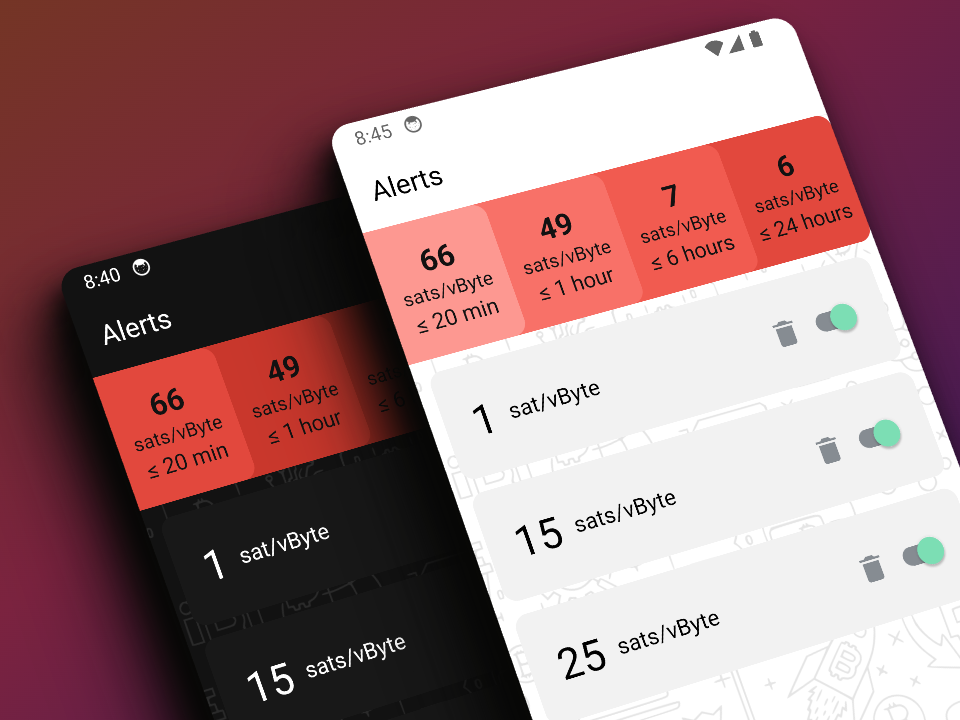 8:45
Alerts
66
sats/vByte
≤ 20 min
49
sats/vByte
≤ 1 hour
7
sats/vByte
≤ 6 hours
6
sats/vByte
≤ 24 hours
1 sat/vByte
15 sats/vByte
25 sats/vByte
8:40
Alerts
66
sats/vByte
≤ 20 min
49
sats/vByte
≤ 1 hour
sat
≤ 6
1 sat/vByte
15 sats/vByte